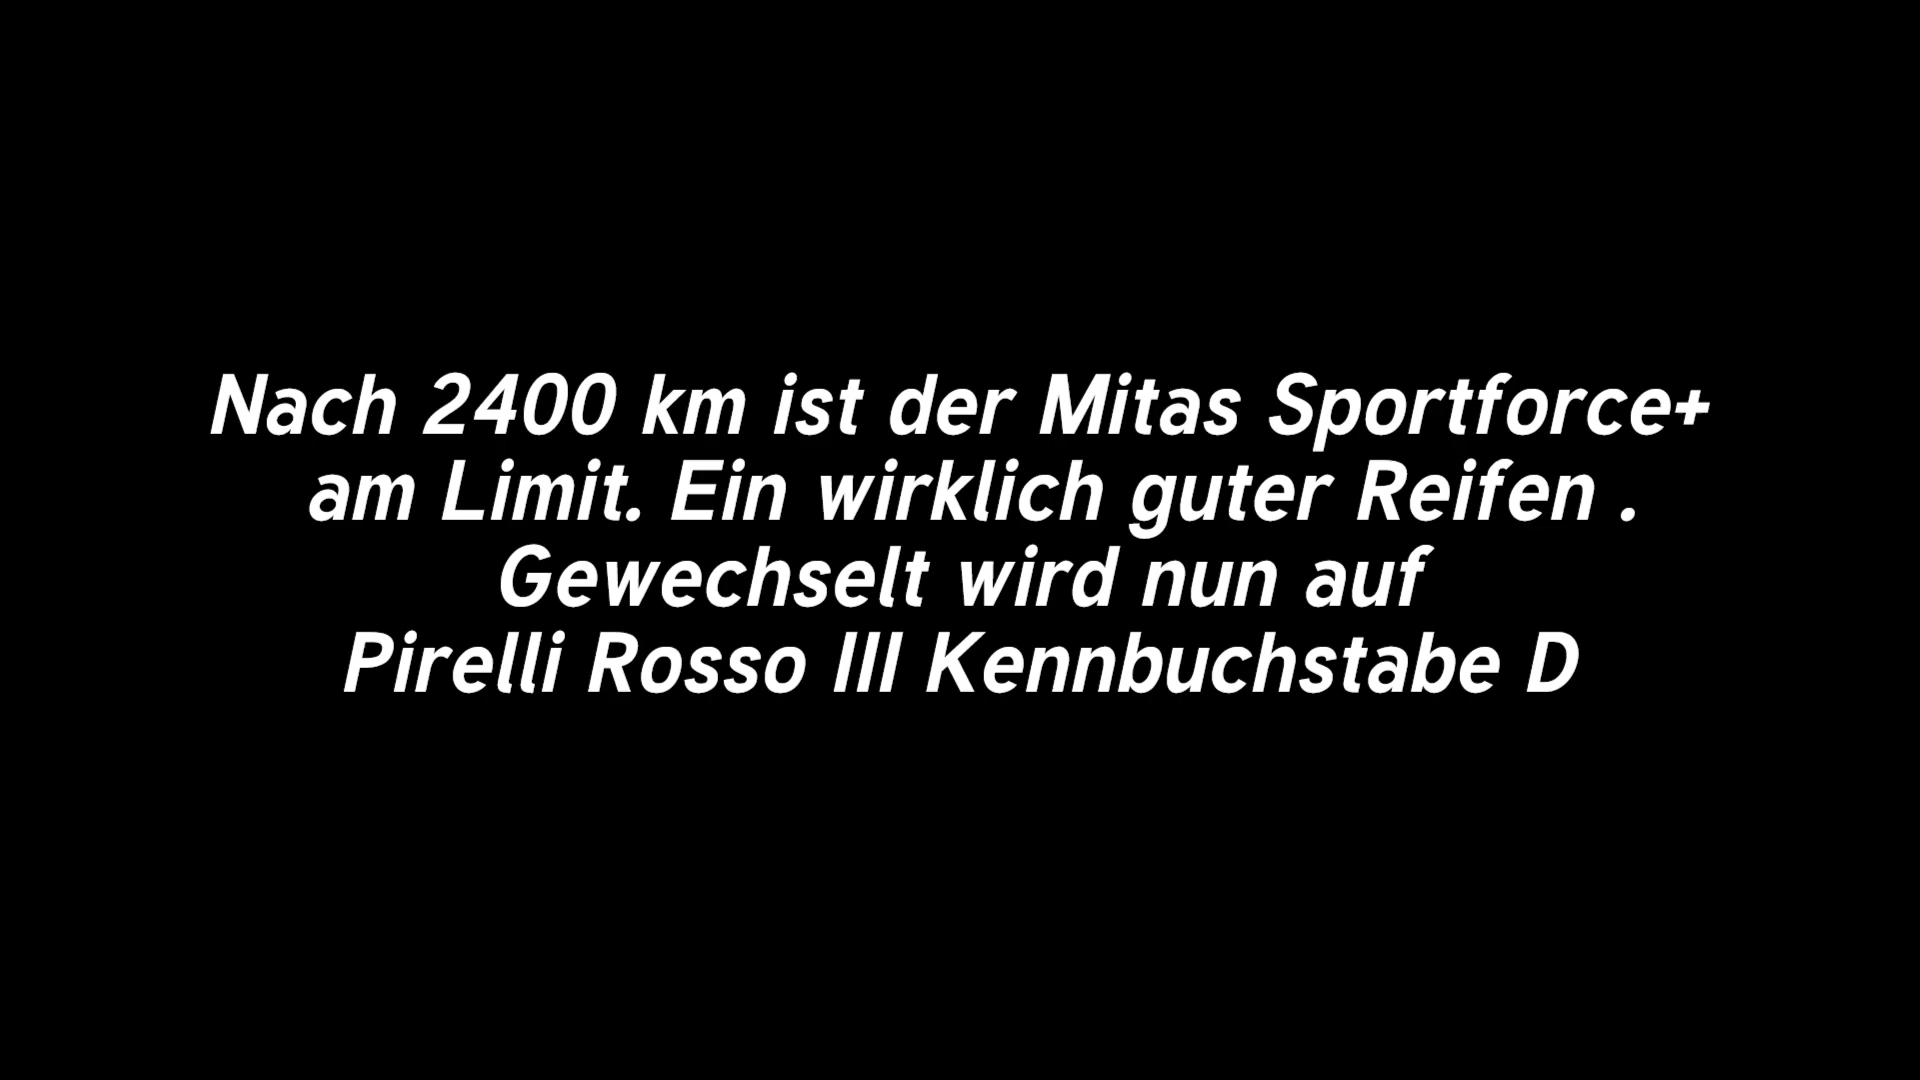 Nach 2400 km ist der Mitas Sportforce+
am Limit. Ein wirklich guter Reifen .
Gewechselt wird nun auf
Pirelli Rosso III Kennbuchstabe D